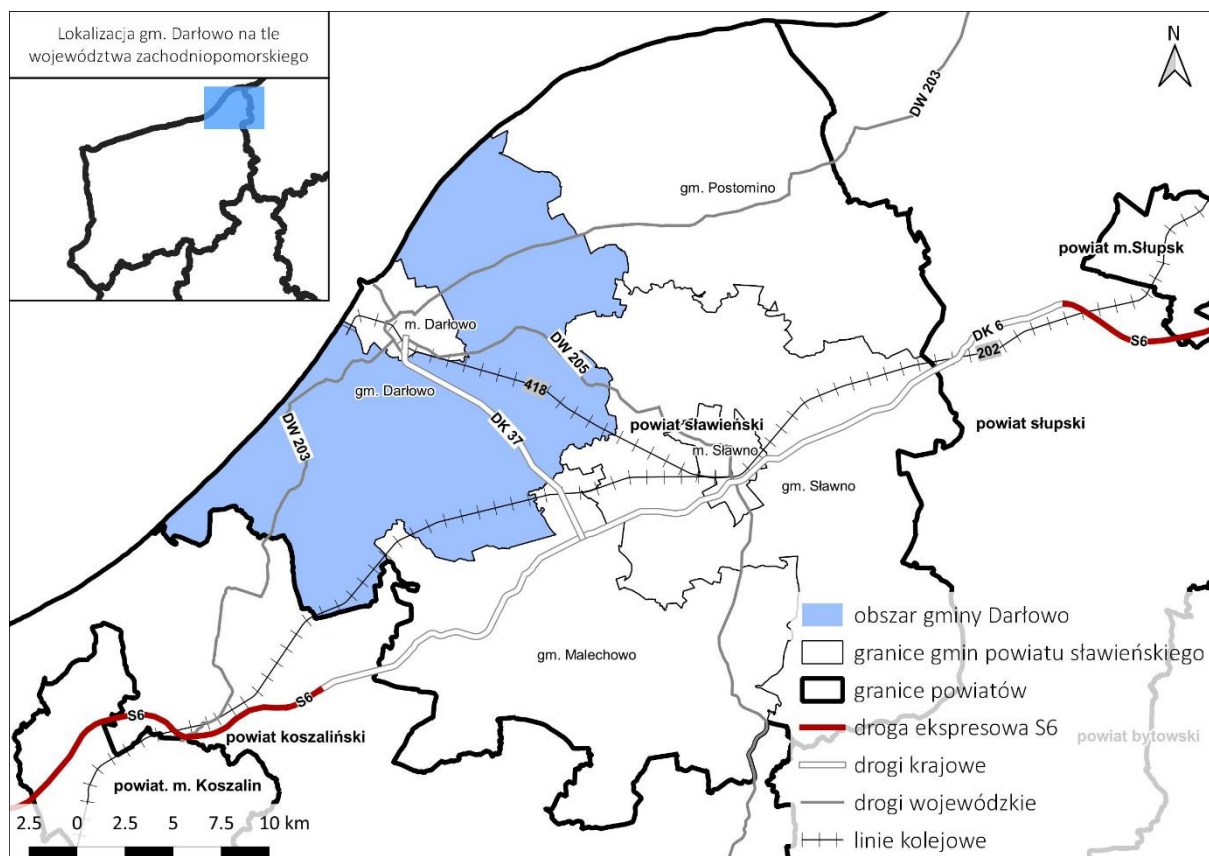 Lokalizacja gm. Darłowo na tle
województwa zachodniopomorskiego
N
DW 203
gm. Postomino
powiat m.Słupsk
m. Darłowo
DK 6
S6
202
DW 205
gm. Darłowo
418
DW 203
DK 37
powiat sławieński
powiat słupski
m. Sławno
gm. Sławno
gm. Malechowo
S6
S6
powiat koszaliński
powiat. m. Koszalin
powiat bytowski
obszar gminy Darłowo
granice gmin powiatu sławieńskiego
granice powiatów
droga ekspresowa S6
drogi krajowe
drogi wojewódzkie
linie kolejowe
2.5 0 2.5 5 7.5 10 km